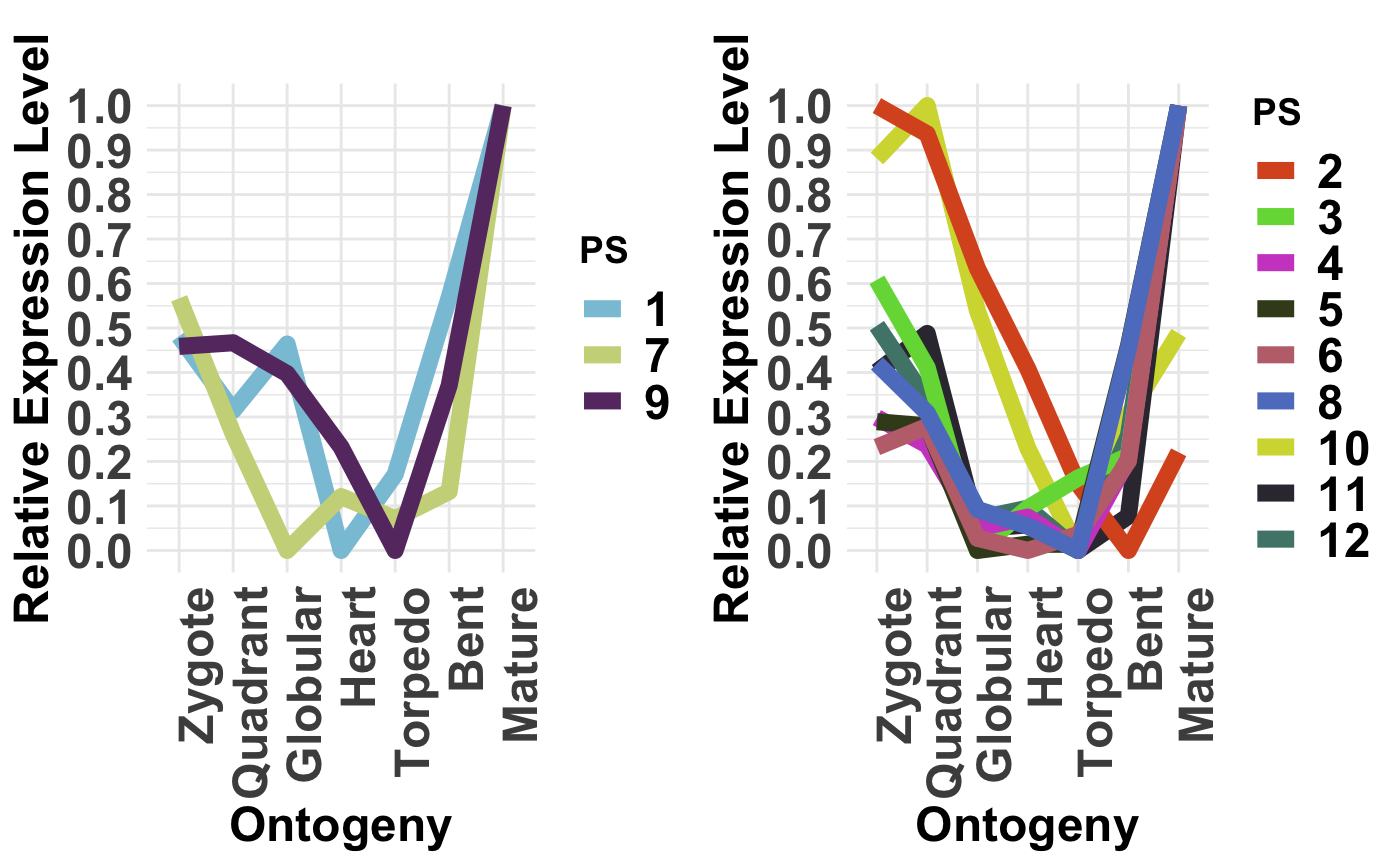 Relative Expression Level
1.0
0.9
0.8
0.7
0.6
0.5
0.4
0.3
0.2
0.1
0.0
Zygote
Quadrant
Globular
Heart
Torpedo
Bent
Mature
Ontogeny
PS
1
7
9
Relative Expression Level
1.0
0.9
0.8
0.7
0.6
0.5
0.4
0.3
0.2
0.1
0.0
Zygote
Quadrant
Globular
Heart
Torpedo
Bent
Mature
Ontogeny
PS
2
3
4
5
6
8
10
11
12